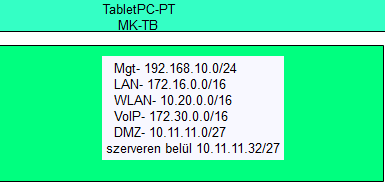 TabletPC-PT
MK-TB
Mgt- 192.168.10.0/24
LAN- 172.16.0.0/16
WLAN- 10.20.0.0/16
VoIP- 172.30.0.0/16
DMZ- 10.11.11.0/27
szerveren belül 10.11.11.32/27